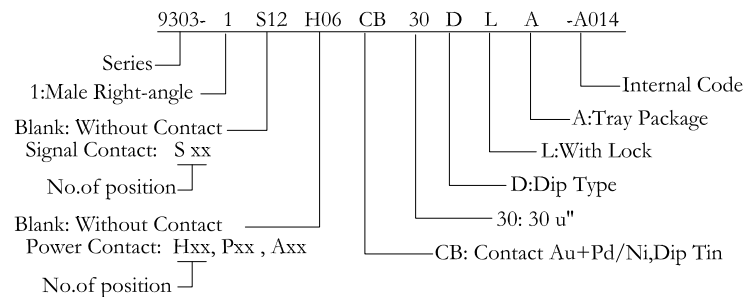 9303- 1 S12 H06 CB 30 D L A -A014
Series
Internal Code
1:Male Right-angle
A:Tray Package
Blank: Without Contact
Signal Contact: S xx
L:With Lock
No.of position
D:Dip Type
Blank: Without Contact
30: 30 u"
Power Contact: Hxx, Pxx , Axx
CB: Contact Au+Pd/Ni,Dip Tin
No.of position